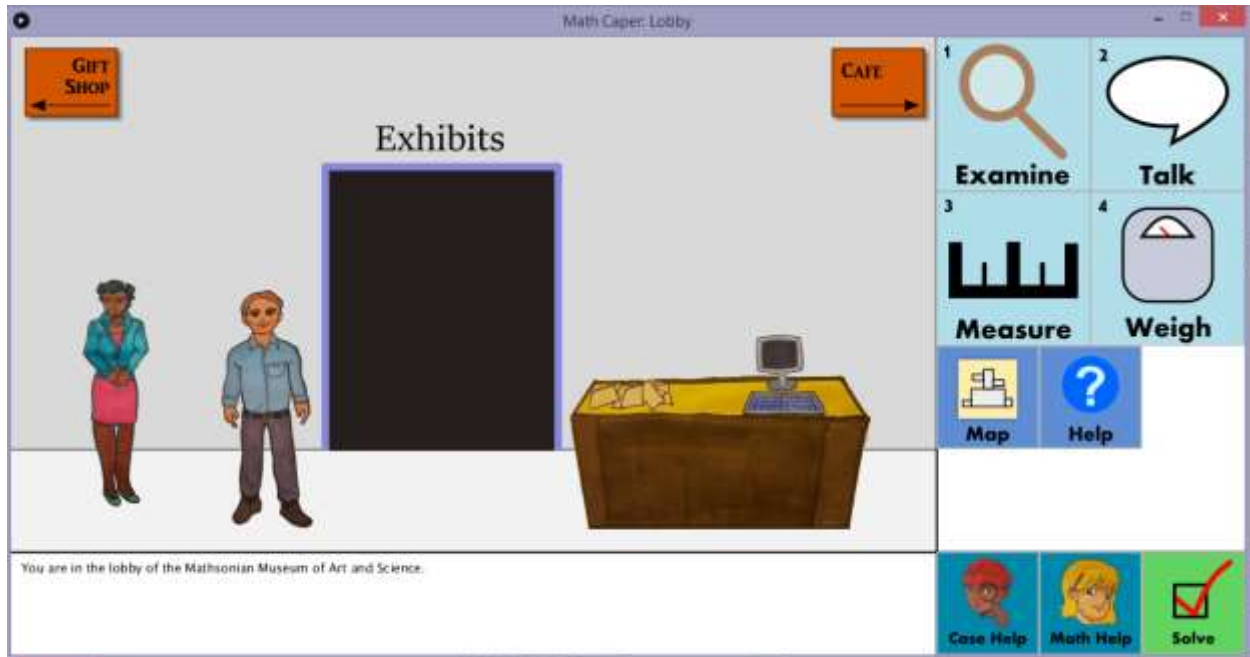 Math Caper: Lobby
GIFT
SHOP
CAFE
Exhibits
1
Examine
2
Talk
3
Measure
4
Weigh
Map
?
Help
You are in the lobby of the Mathsonian Museum of Art and Science.
Case Help
Math Help
Solve